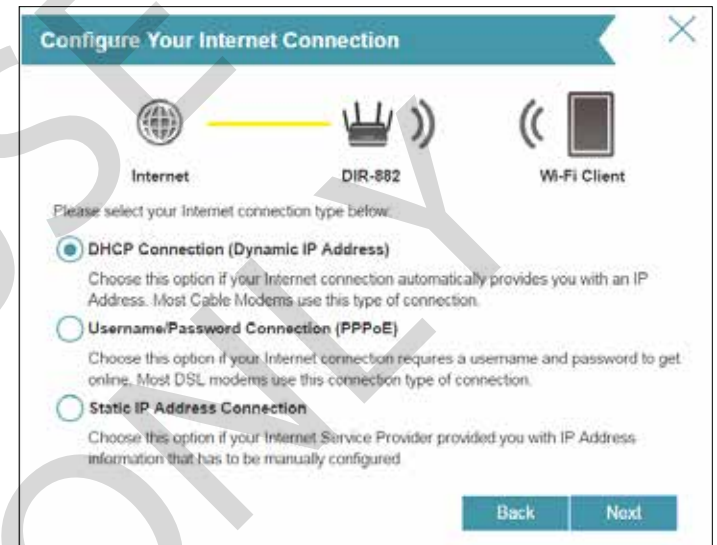 Configure Your Internet Connection
Internet
DIR-882
Wi-Fi Client
Please select your Internet connection type below:
DHCP Connection (Dynamic IP Address)
Choose this option if your Internet connection automatically provides you with an IP
Address. Most Cable Modems use this type of connection.
Username/Password Connection (PPPoE)
Choose this option if your Internet connection requires a username and password to get
online. Most DSL modems use this connection type of connection.
Static IP Address Connection
Choose this option if your Internet Service Provider provided you with IP Address
information that has to be manually configured
Back
Next
ONLY